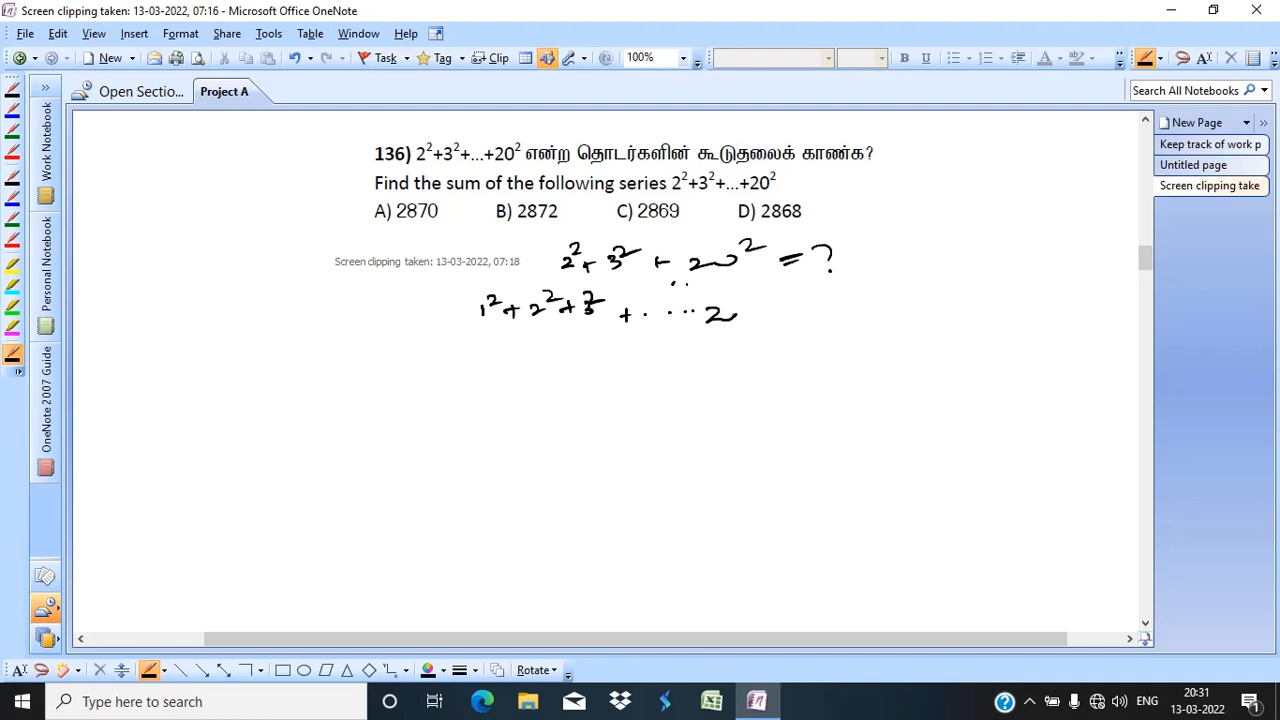 Screen clipping taken: 13-03-2022, 07:16 - Microsoft Office OneNote
File Edit View Insert Format Share Tools Table Window Help
New Task Tag Clip 100% B I U
Open Sectio... Project A Search All Notebooks
New Page
Keep track of work p
Untitled page
Screen clipping take
Work Notebook
Personal Notebook
OneNote 2007 Guide
136) 2²+3²+...+20² என்ற தொடர்களின் கூடுதலைக் காண்க?
Find the sum of the following series 2²+3²+...+20²
A) 2870 B) 2872 C) 2869 D) 2868
2² + 3² + .. 20² = ?
Screen clipping taken: 13-03-2022, 07:18
1² + 2² + 3² + . ... 2
Rotate
Type here to search
ENG 20:31 13-03-2022